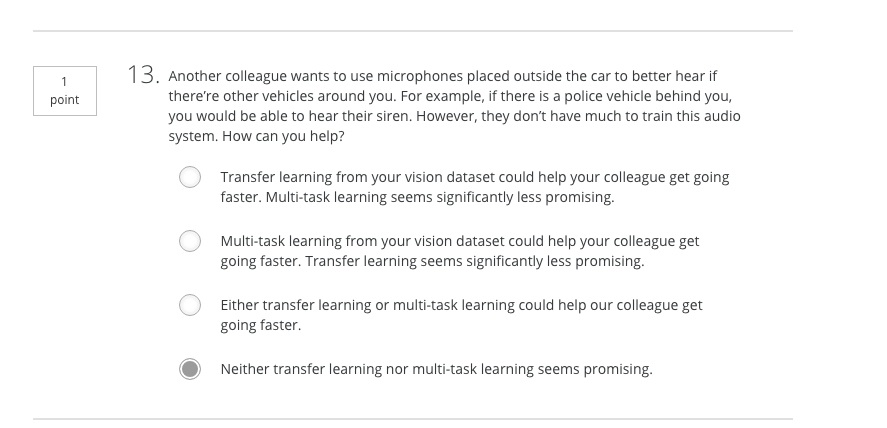 1
point
13. Another colleague wants to use microphones placed outside the car to better hear if
there’re other vehicles around you. For example, if there is a police vehicle behind you,
you would be able to hear their siren. However, they don’t have much to train this audio
system. How can you help?
Transfer learning from your vision dataset could help your colleague get going
faster. Multi-task learning seems significantly less promising.
Multi-task learning from your vision dataset could help your colleague get
going faster. Transfer learning seems significantly less promising.
Either transfer learning or multi-task learning could help our colleague get
going faster.
Neither transfer learning nor multi-task learning seems promising.